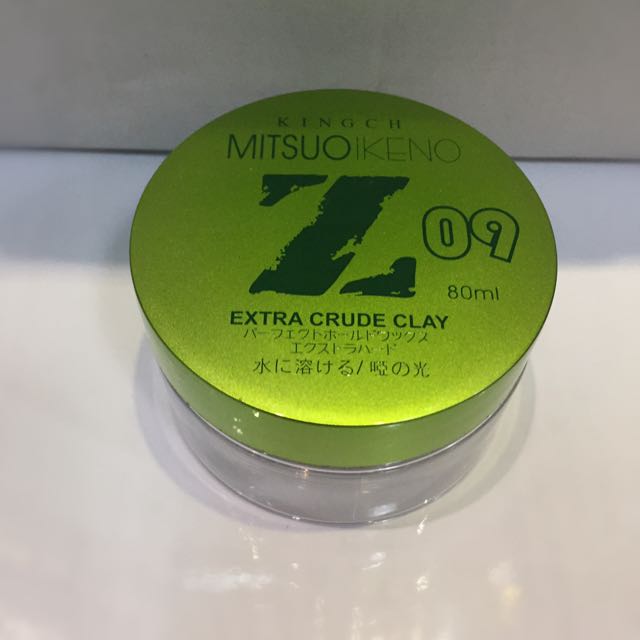 KINGCH
MITSUOIKENO
Z 09
80ml
EXTRA CRUDE CLAY
パーフェクトホールドワックス
エクストラハード
水に溶ける/ 啞の光